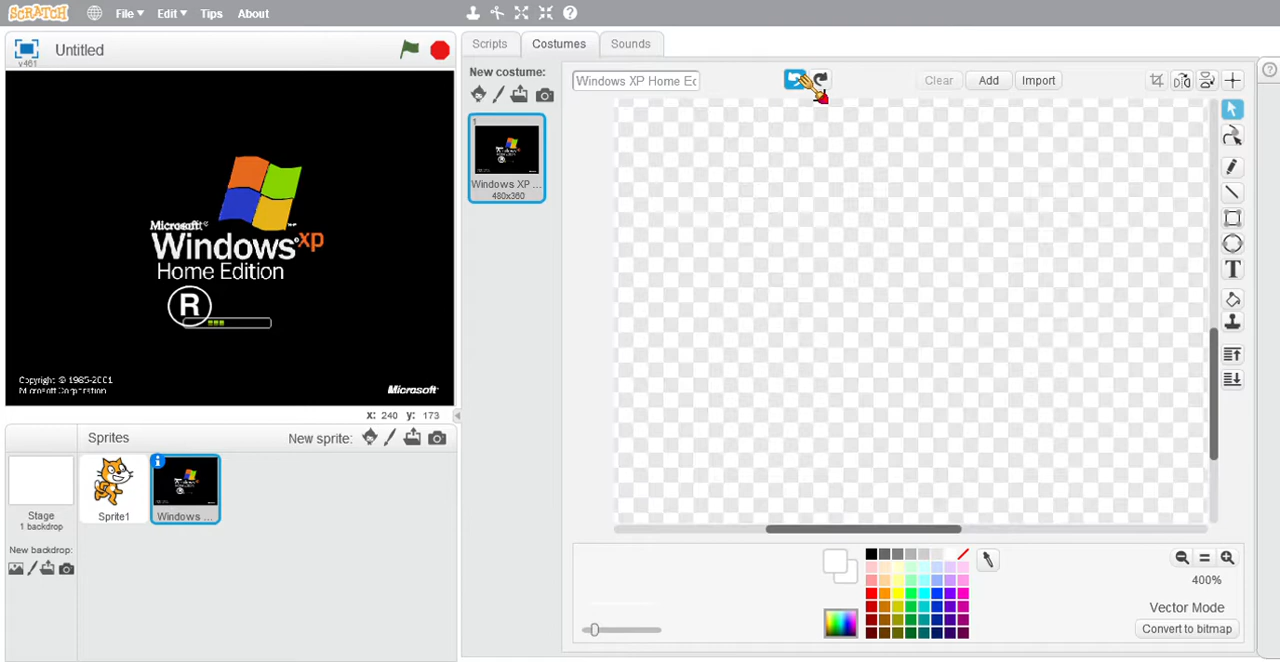 SCRATCH File Edit Tips About
v461 Untitled
Scripts Costumes Sounds
New costume:
Windows XP Home Ec
Clear Add Import
1
Windows XP ...
480x360
Microsoft®
Windows xp
Home Edition
R
Copyright © 1985-2001
Microsoft Corporation
Microsoft®
x: 240 y: 173
Sprites New sprite:
Stage
1 backdrop
New backdrop:
Sprite1
Windows ...
400%
Vector Mode
Convert to bitmap